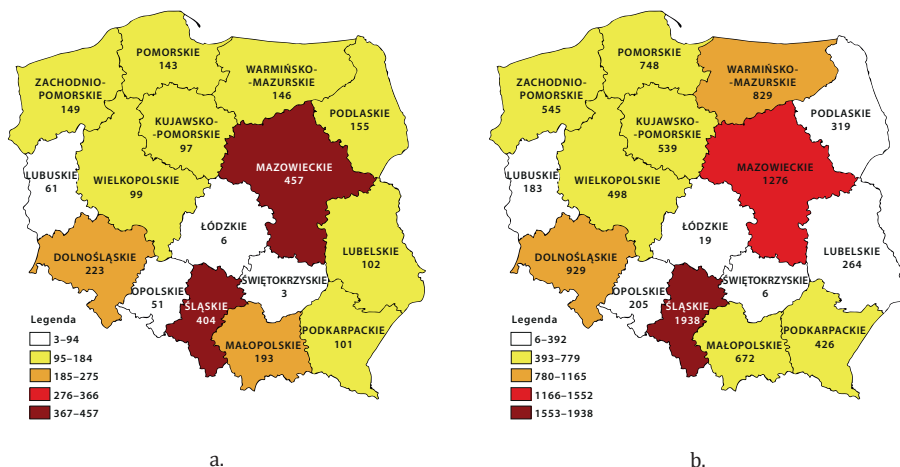 POMORSKIE
143
ZACHODNIO-
POMORSKIE
149
WARMIŃSKO-
-MAZURSKIE
146
PODLASKIE
155
KUJAWSKO-
-POMORSKIE
97
MAZOWIECKIE
457
LUBUSKIE
61
WIELKOPOLSKIE
99
ŁÓDZKIE
6
LUBELSKIE
102
DOLNOŚLĄSKIE
223
OPOLSKIE
51
ŚLĄSKIE
404
ŚWIĘTOKRZYSKIE
3
MAŁOPOLSKIE
193
PODKARPACKIE
101
Legenda
3–94
95–184
185–275
276–366
367–457
a.
POMORSKIE
748
ZACHODNIO-
POMORSKIE
545
WARMIŃSKO-
-MAZURSKIE
829
PODLASKIE
319
KUJAWSKO-
-POMORSKIE
539
MAZOWIECKIE
1276
LUBUSKIE
183
WIELKOPOLSKIE
498
ŁÓDZKIE
19
LUBELSKIE
264
DOLNOŚLĄSKIE
929
OPOLSKIE
205
ŚLĄSKIE
1938
ŚWIĘTOKRZYSKIE
6
MAŁOPOLSKIE
672
PODKARPACKIE
426
Legenda
6–392
393–779
780–1165
1166–1552
1553–1938
b.